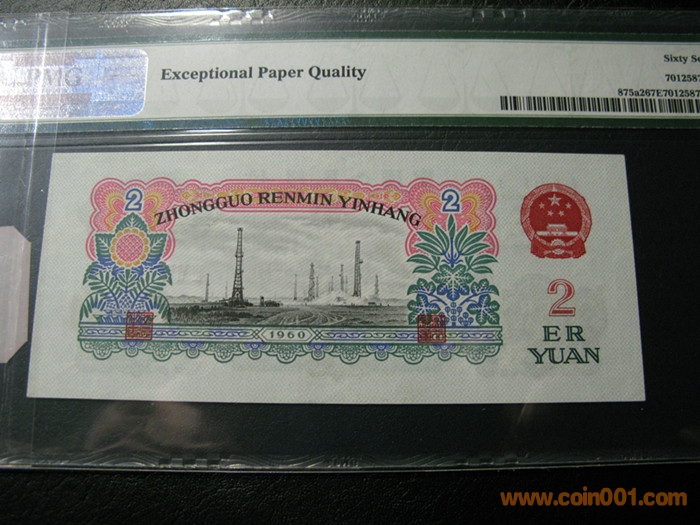 PMG
Exceptional Paper Quality
Sixty Se
7012587
875a267E7012587
2
2
ZHONGGUO RENMIN YINHANG
1960
2
ER
YUAN
www.coin001.com